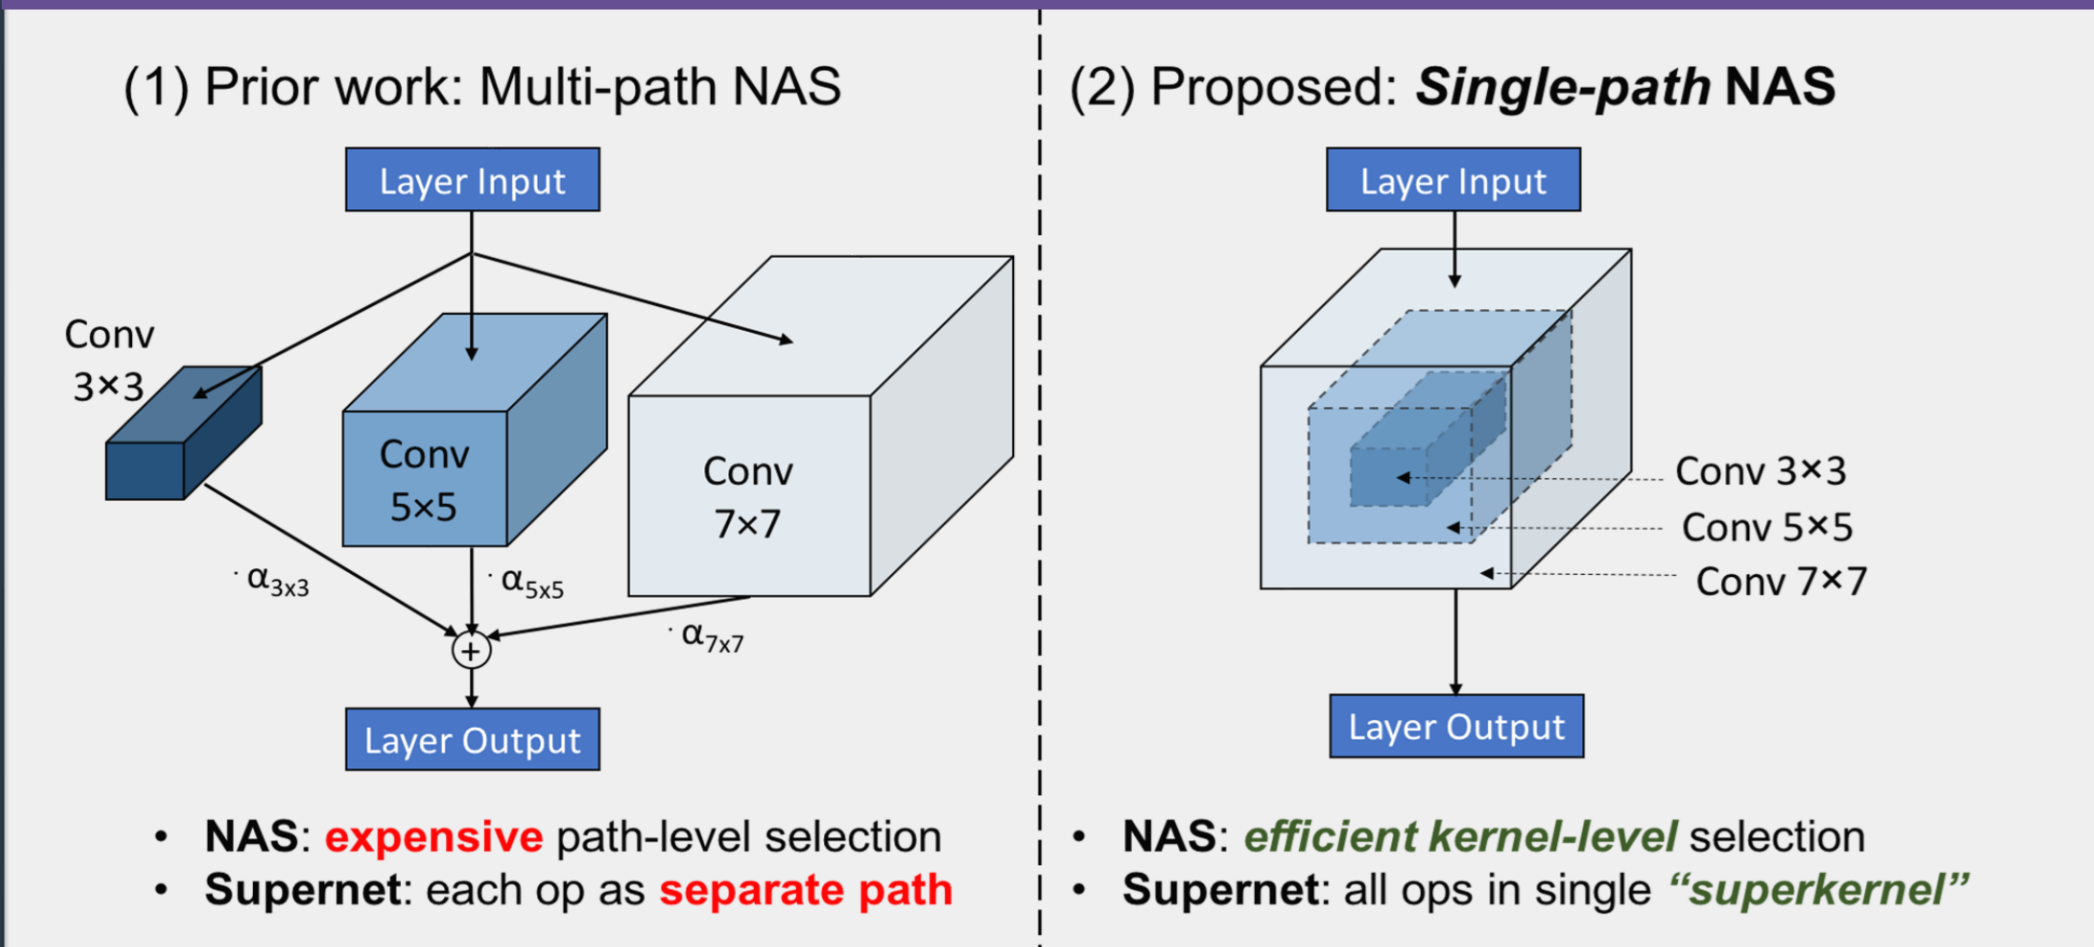 (1) Prior work: Multi-path NAS
Layer Input
Conv
3×3
Conv
5×5
Conv
7×7
· α3x3
· α5x5
· α7x7
+
Layer Output
• NAS: expensive path-level selection
• Supernet: each op as separate path
(2) Proposed: Single-path NAS
Layer Input
Conv 3×3
Conv 5×5
Conv 7×7
Layer Output
• NAS: efficient kernel-level selection
• Supernet: all ops in single “superkernel”